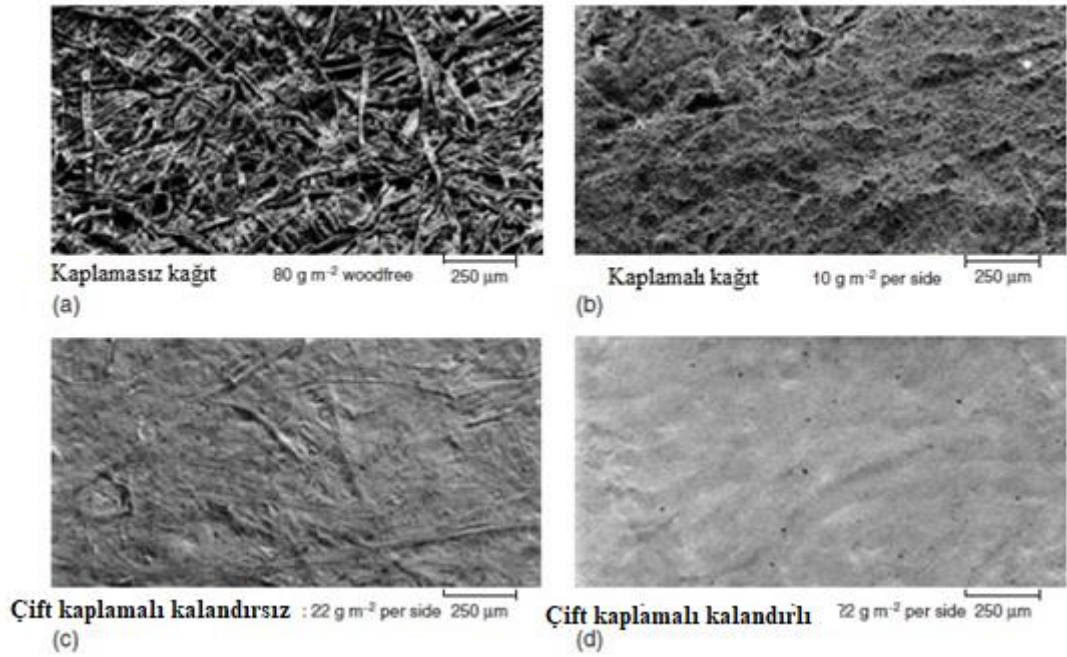 Kaplamasız kağıt 80 g m⁻² woodfree 250 µm
(a)
Kaplamalı kağıt 10 g m⁻² per side 250 µm
(b)
Çift kaplamalı kalandırsız : 22 g m⁻² per side 250 µm
(c)
Çift kaplamalı kalandırlı 22 g m⁻² per side 250 µm
(d)